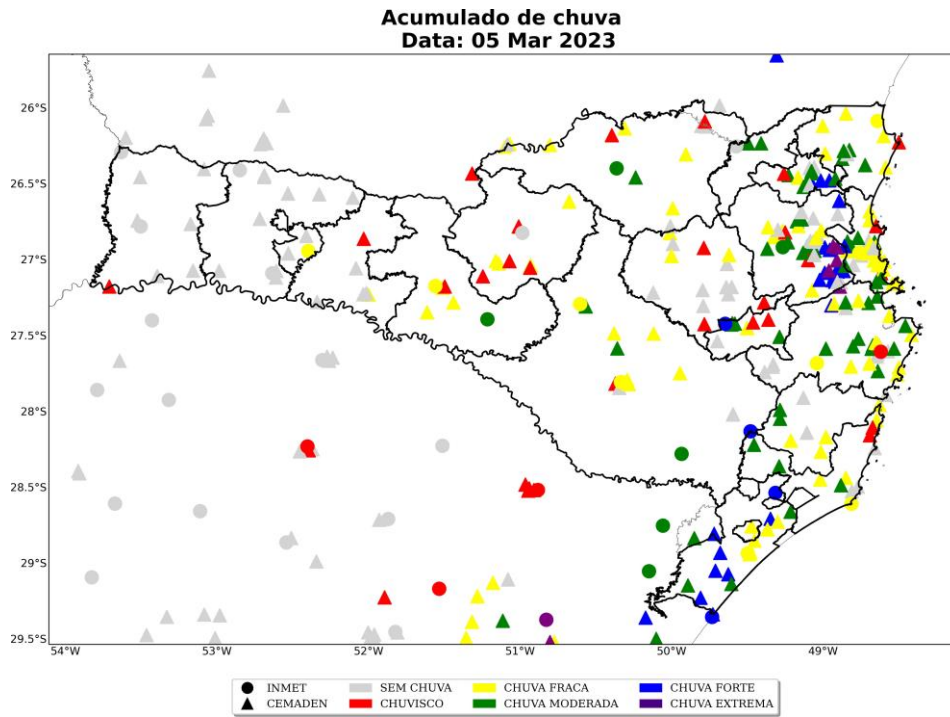 Acumulado de chuva
Data: 05 Mar 2023
26°S
26.5°S
27°S
27.5°S
28°S
28.5°S
29°S
29.5°S
54°W 53°W 52°W 51°W 50°W 49°W
INMET SEM CHUVA CHUVA FRACA CHUVA FORTE
CEMADEN CHUVISCO CHUVA MODERADA CHUVA EXTREMA